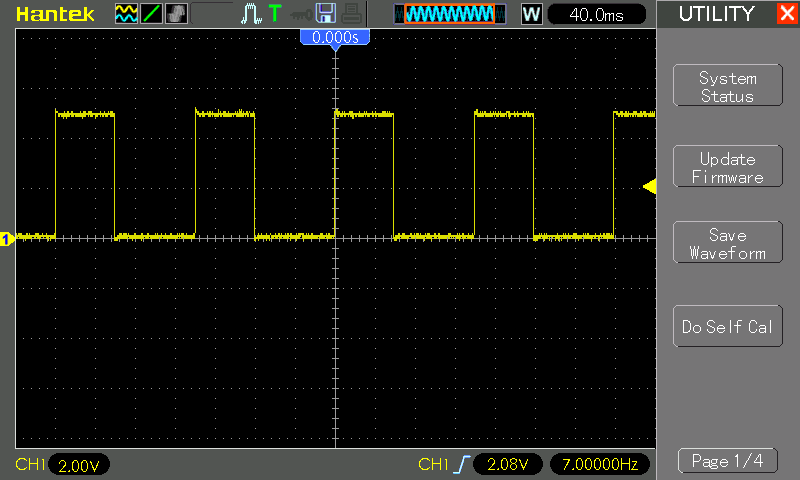 Hantek
T
W
40.0ms
UTILITY
0.000s
System
Status
Update
Firmware
1
Save
Waveform
Do Self Cal
CH1 2.00V
CH1 2.08V 7.00000Hz
Page 1/4